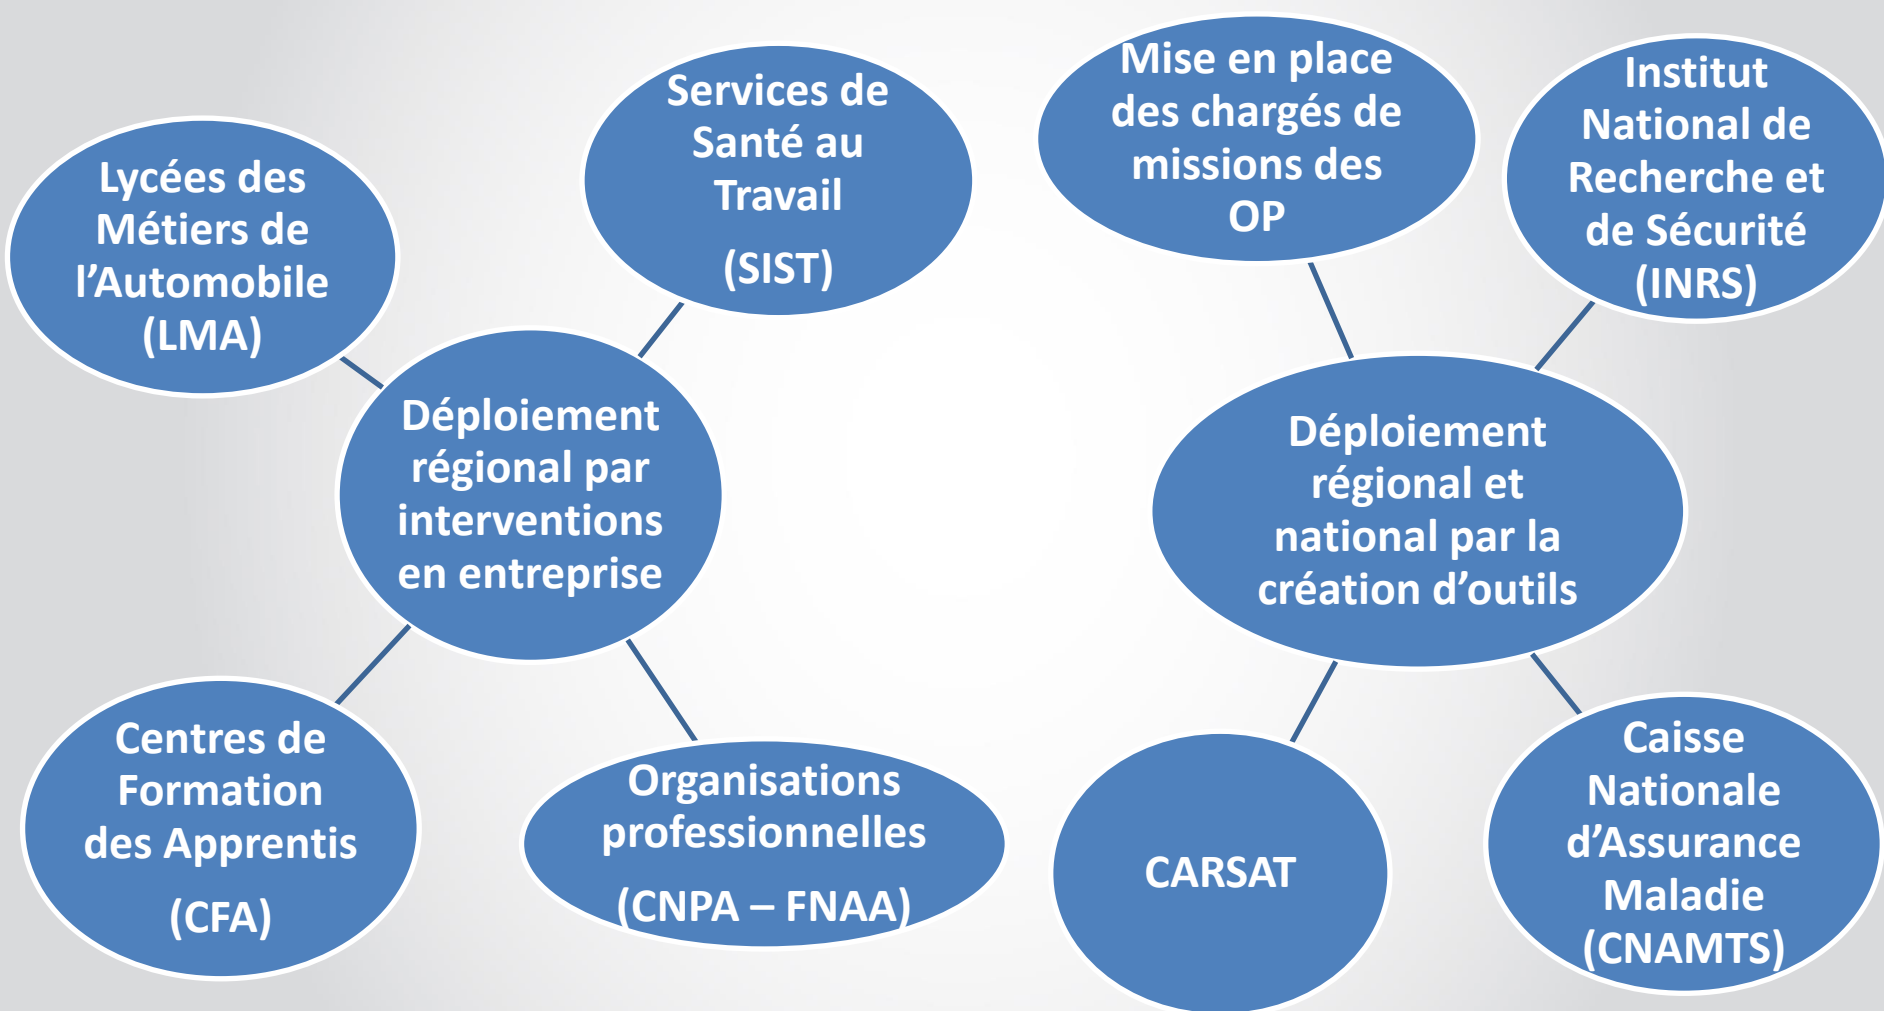 Lycées des
Métiers de
l’Automobile
(LMA)
Services de
Santé au
Travail
(SIST)
Déploiement
régional par
interventions
en entreprise
Centres de
Formation
des Apprentis
(CFA)
Organisations
professionnelles
(CNPA – FNAA)
Mise en place
des chargés de
missions des
OP
Institut
National de
Recherche et
de Sécurité
(INRS)
Déploiement
régional et
national par la
création d’outils
CARSAT
Caisse
Nationale
d’Assurance
Maladie
(CNAMTS)